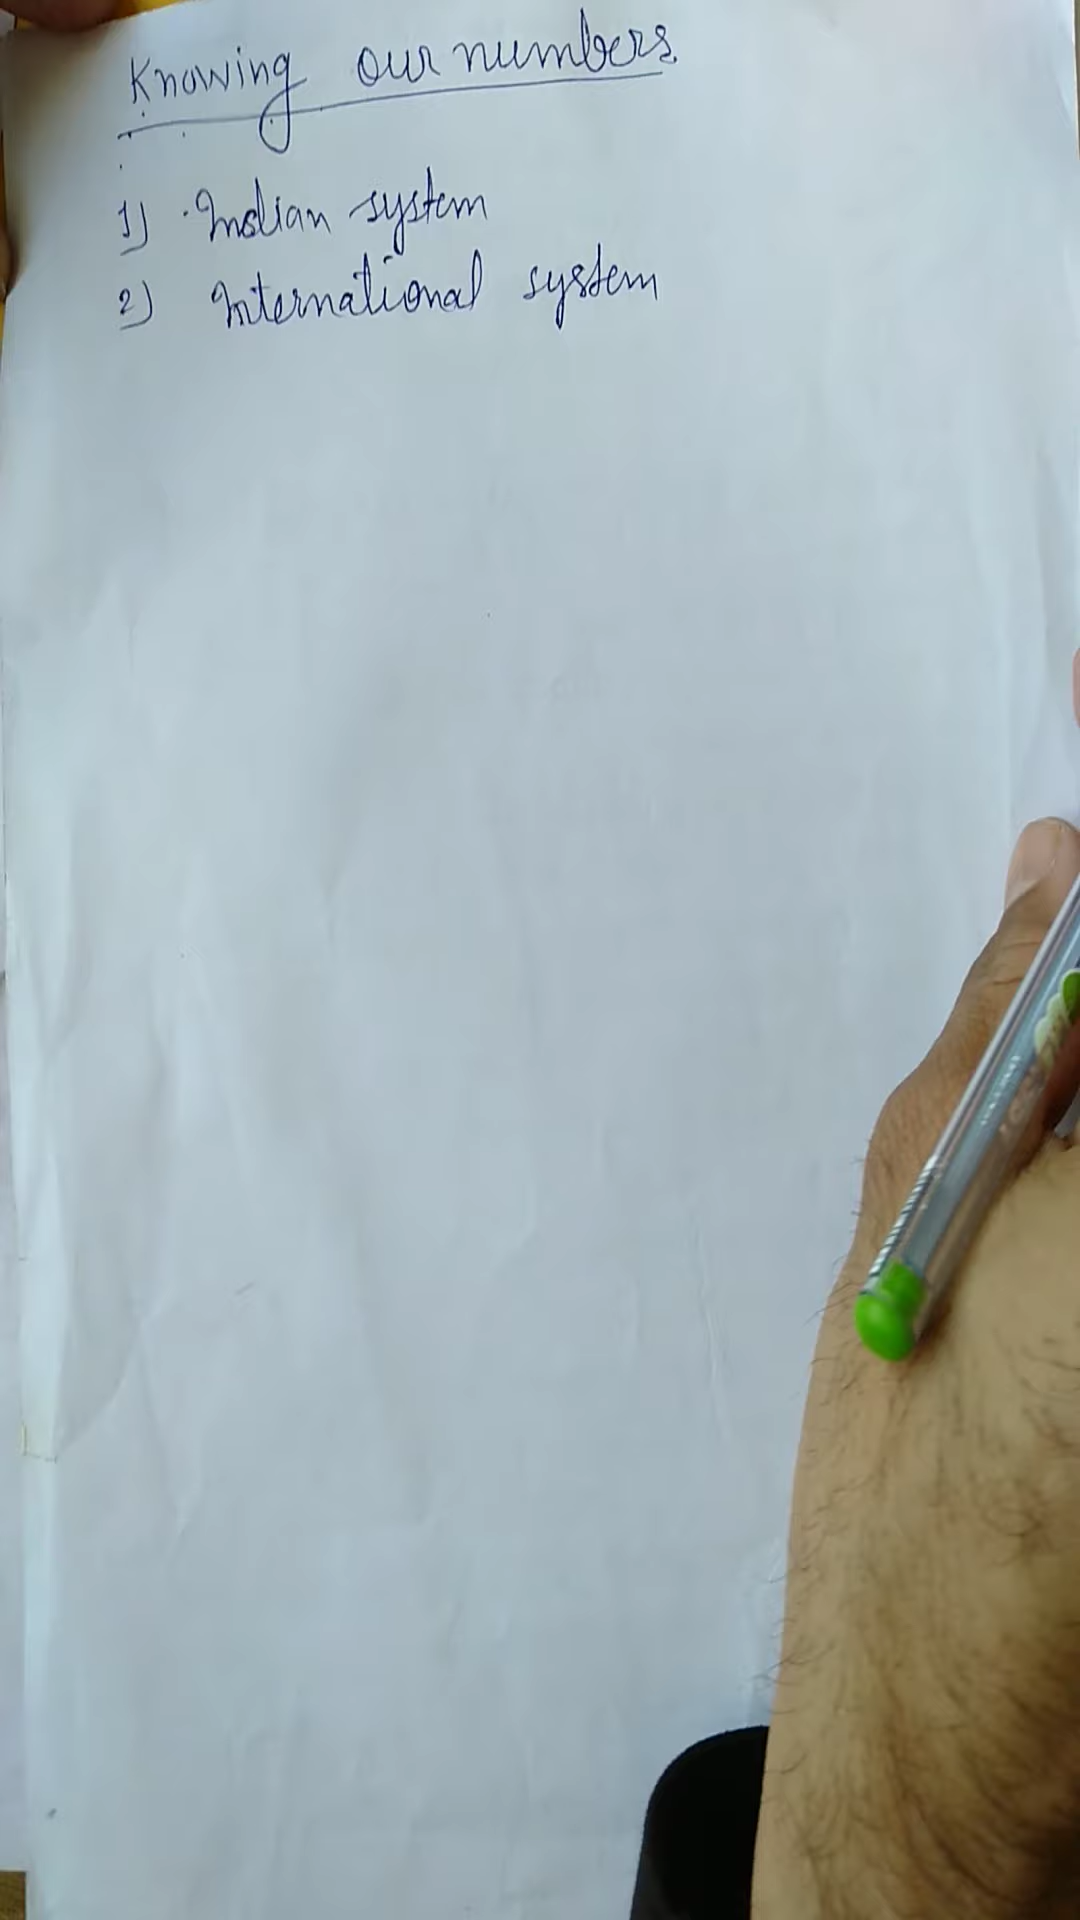 Knowing our numbers
1) Indian system
2) International system